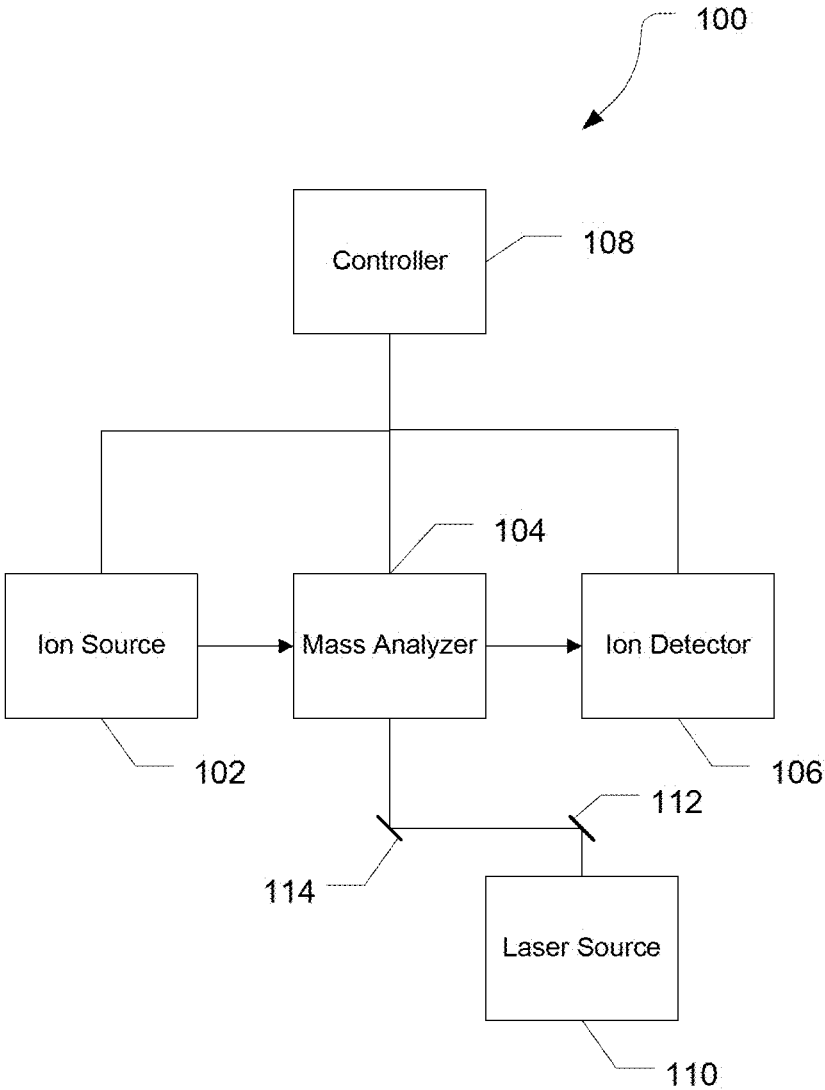 100
Controller
108
104
Ion Source
Mass Analyzer
Ion Detector
102
106
112
114
Laser Source
110